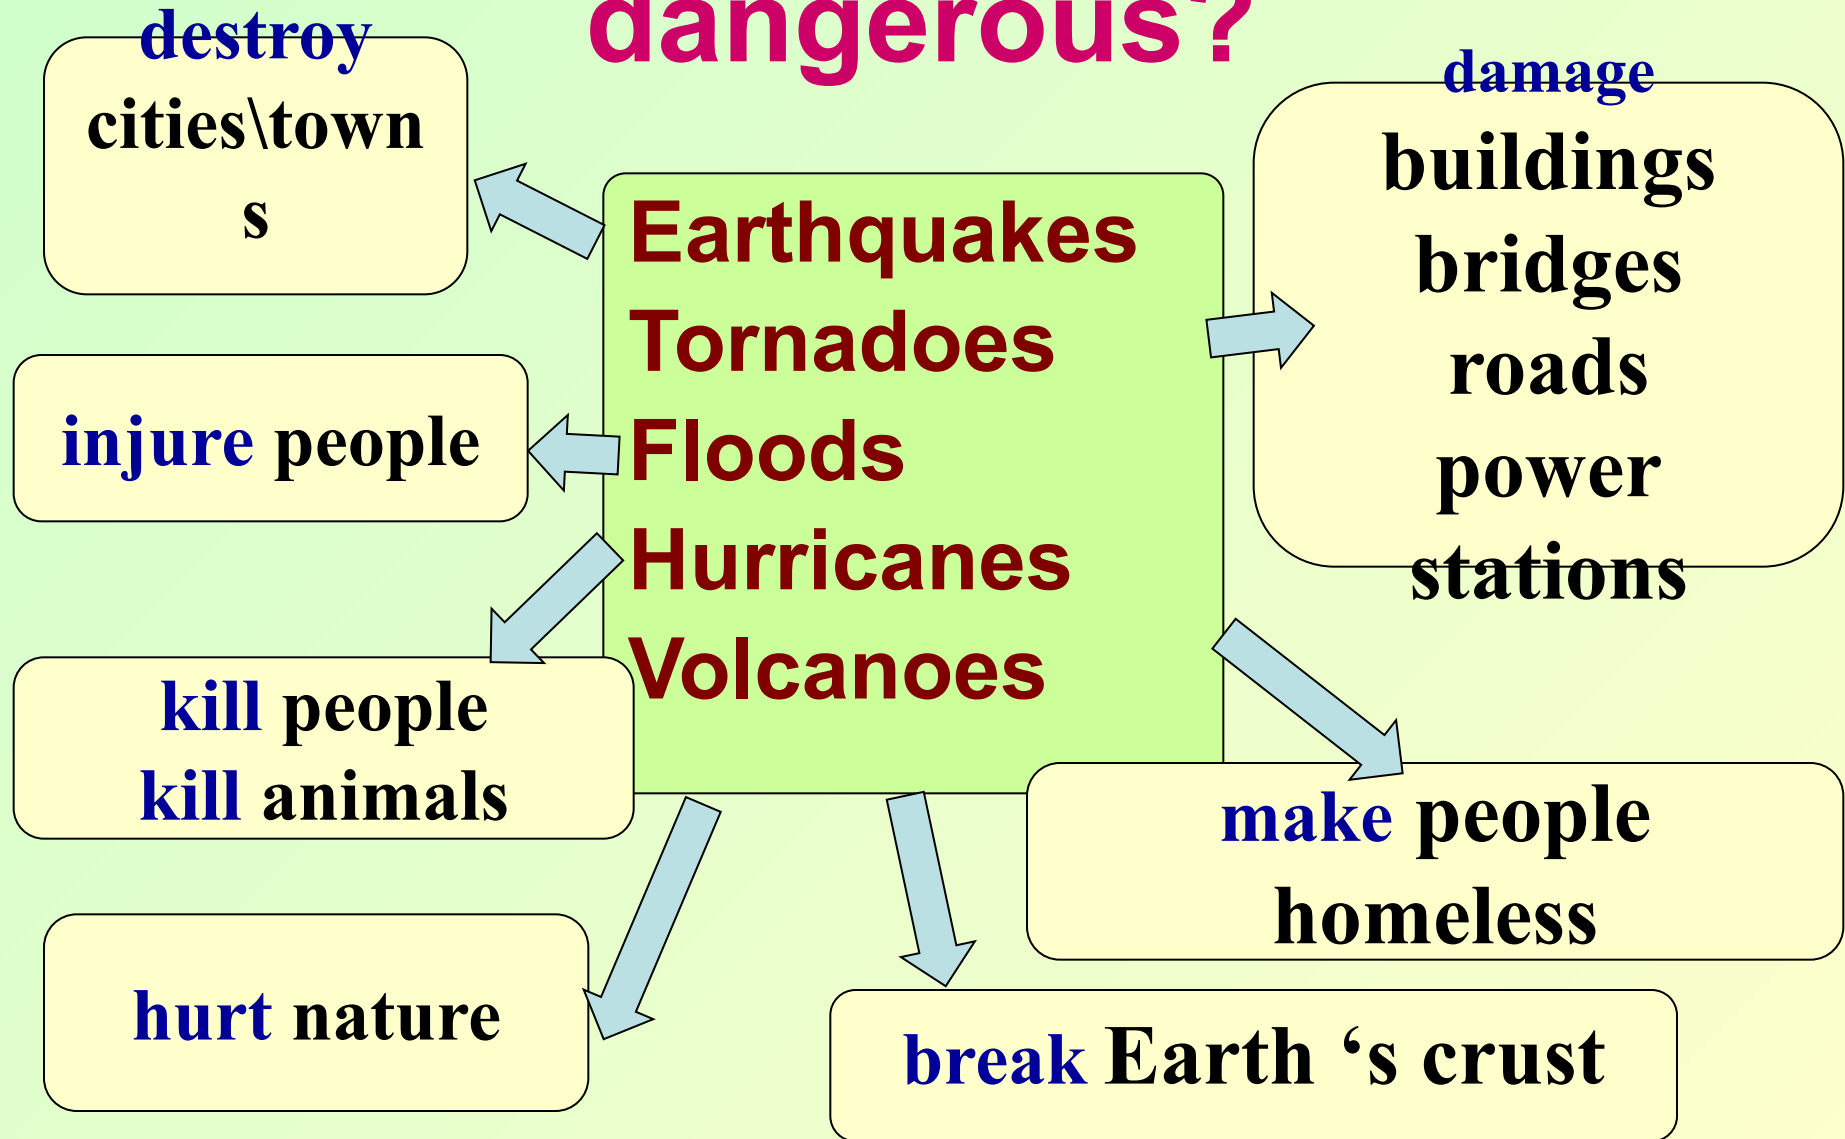 dangerous?
destroy
cities\town
s
damage
buildings
bridges
roads
power
stations
Earthquakes
Tornadoes
Floods
Hurricanes
Volcanoes
injure people
kill people
kill animals
make people
homeless
hurt nature
break Earth ‘s crust